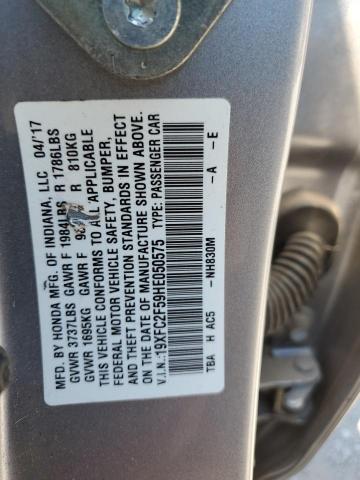 MFD. BY HONDA MFG. OF INDIANA, LLC 04/17
GVWR 3737LBS GAWR F 1984LBS R 1786LBS
GVWR 1695KG GAWR F R 810KG
THIS VEHICLE CONFORMS TO ALL APPLICABLE
FEDERAL MOTOR VEHICLE SAFETY, BUMPER,
AND THEFT PREVENTION STANDARDS IN EFFECT
ON THE DATE OF MANUFACTURE SHOWN ABOVE.
V.I.N.:19XFC2F59HE050575 TYPE: PASSENGER CAR
NH830M -A -E
TBA H AC5